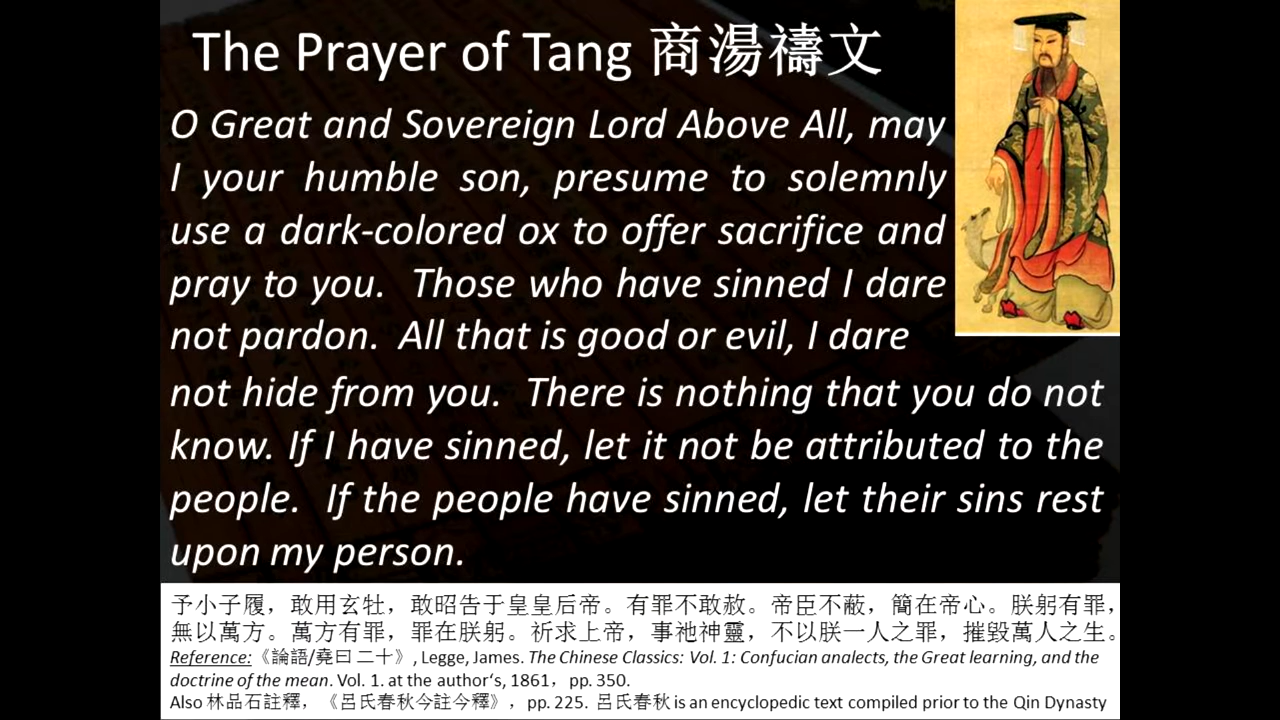 The Prayer of Tang 商湯禱文
O Great and Sovereign Lord Above All, may
I your humble son, presume to solemnly
use a dark-colored ox to offer sacrifice and
pray to you. Those who have sinned I dare
not pardon. All that is good or evil, I dare
not hide from you. There is nothing that you do not
know. If I have sinned, let it not be attributed to the
people. If the people have sinned, let their sins rest
upon my person.
予小子履，敢用玄牡，敢昭告于皇皇后帝。有罪不敢赦。帝臣不蔽，簡在帝心。朕躬有罪，
無以萬方。萬方有罪，罪在朕躬。祈求上帝，事祂神靈，不以朕一人之罪，摧毀萬人之生。
Reference:《論語/堯曰 二十》, Legge, James. The Chinese Classics: Vol. 1: Confucian analects, the Great learning, and the
doctrine of the mean. Vol. 1. at the author‘s, 1861，pp. 350.
Also 林品石註釋，《呂氏春秋今註今釋》，pp. 225. 呂氏春秋 is an encyclopedic text compiled prior to the Qin Dynasty